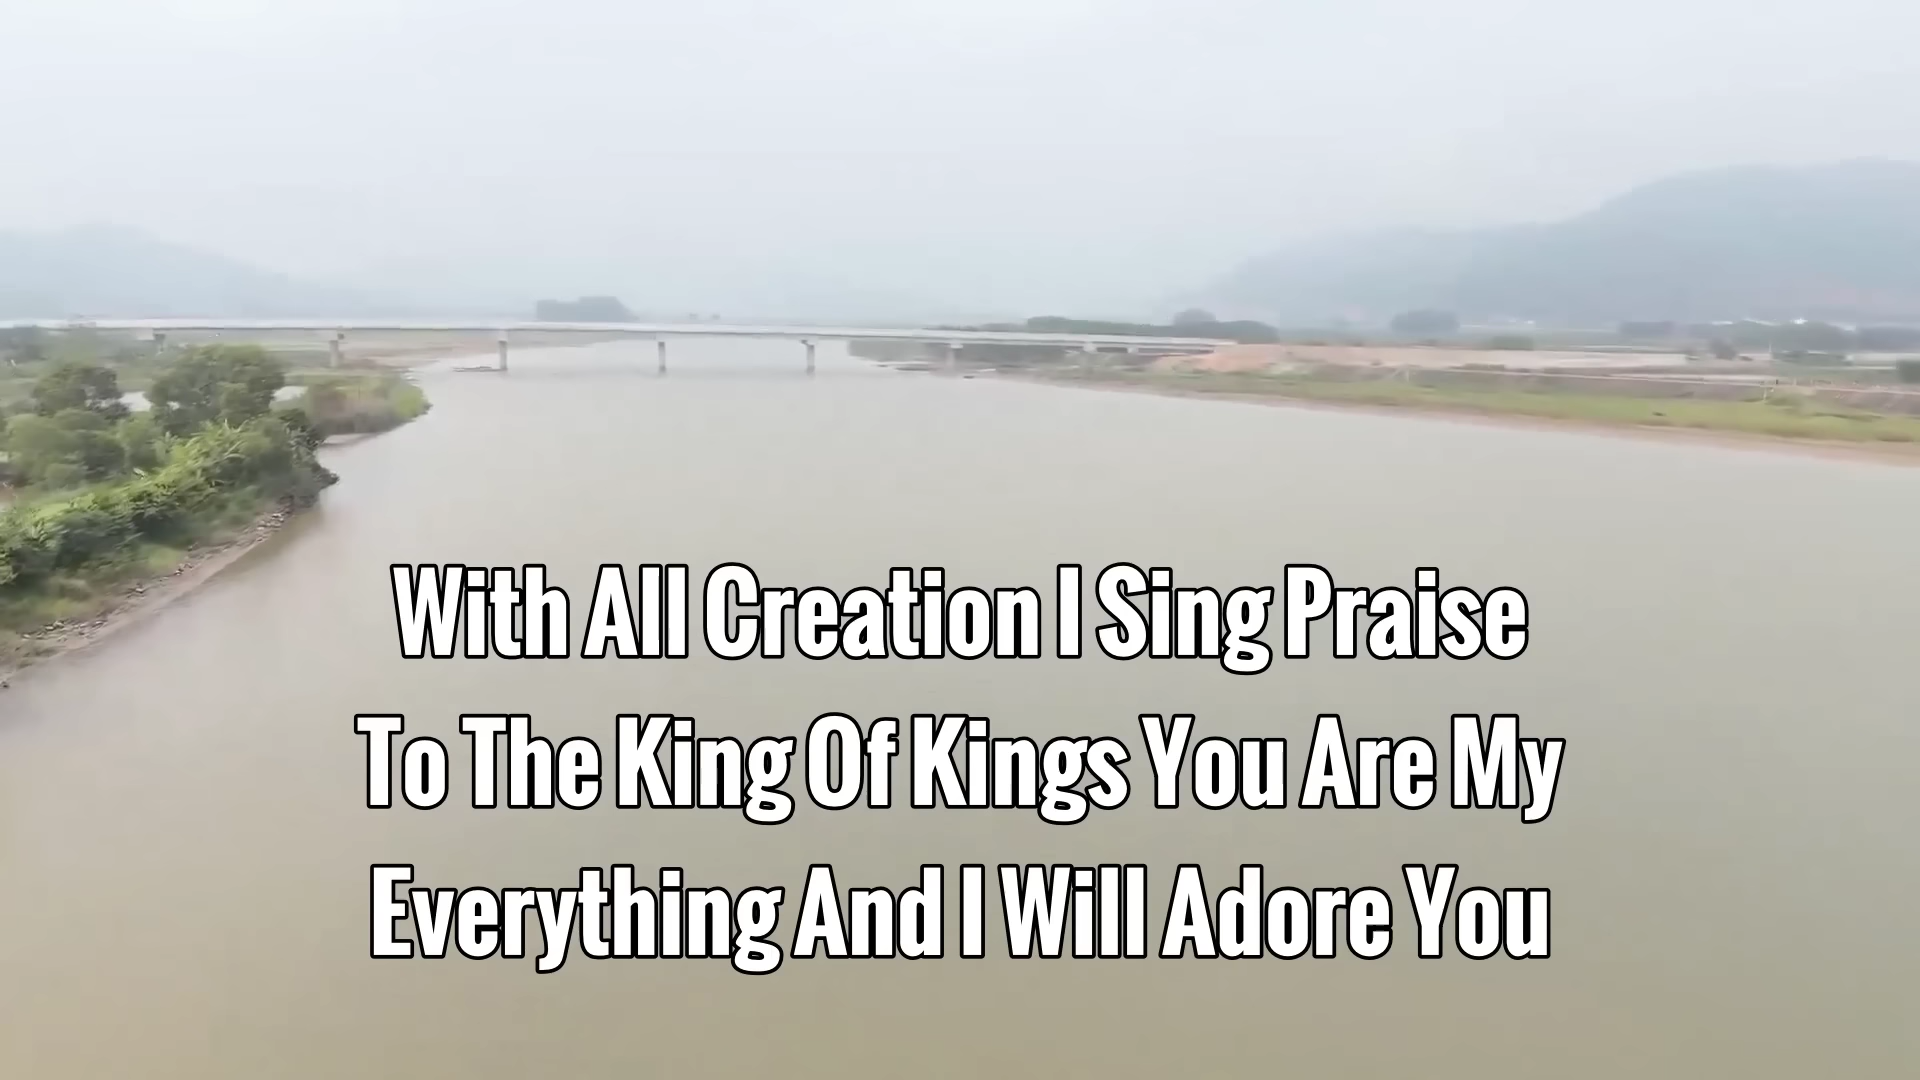 With All Creation I Sing Praise
To The King Of Kings You Are My
Everything And I Will Adore You